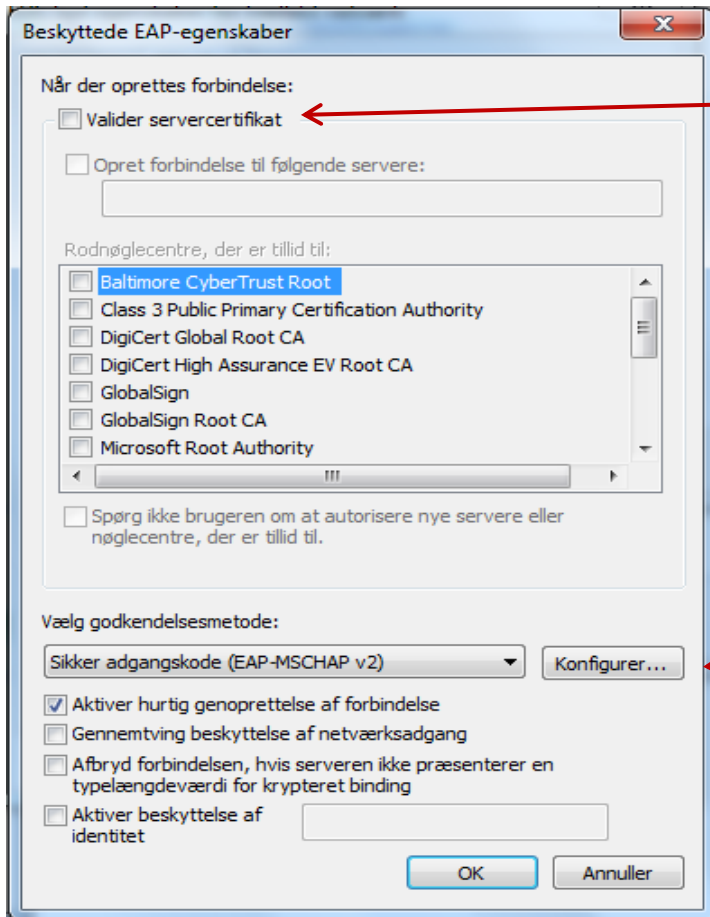 Beskyttede EAP-egenskaber
Når der oprettes forbindelse:
Valider servercertifikat
Opret forbindelse til følgende servere:
Rodnøglecentre, der er tillid til:
Baltimore CyberTrust Root
Class 3 Public Primary Certification Authority
DigiCert Global Root CA
DigiCert High Assurance EV Root CA
GlobalSign
GlobalSign Root CA
Microsoft Root Authority
Spørg ikke brugeren om at autorisere nye servere eller
nøglecentre, der er tillid til.
Vælg godkendelsesmetode:
Sikker adgangskode (EAP-MSCHAP v2) Konfigurer...
Aktiver hurtig genoprettelse af forbindelse
Gennemtving beskyttelse af netværksadgang
Afbryd forbindelsen, hvis serveren ikke præsenterer en
typelængdeværdi for krypteret binding
Aktiver beskyttelse af
identitet
OK Annuller